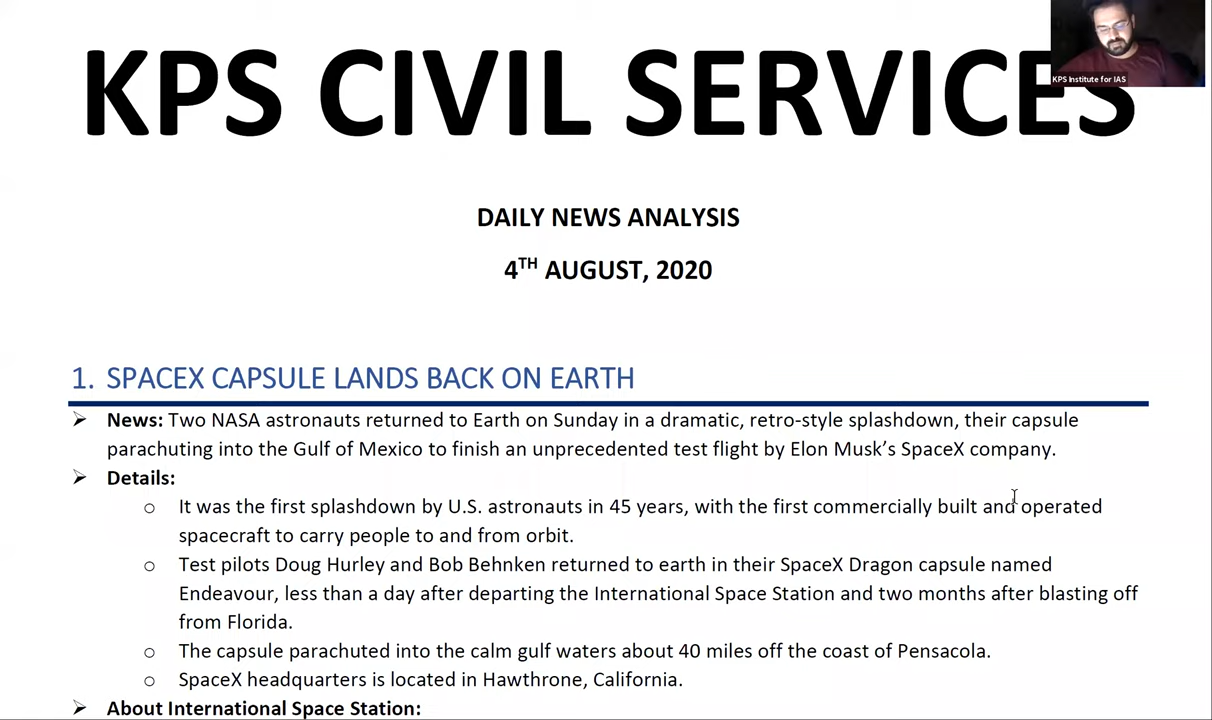 KPS CIVIL SERVICES
KPS Institute for IAS
DAILY NEWS ANALYSIS
4TH AUGUST, 2020
1. SPACEX CAPSULE LANDS BACK ON EARTH
➢ News: Two NASA astronauts returned to Earth on Sunday in a dramatic, retro-style splashdown, their capsule
parachuting into the Gulf of Mexico to finish an unprecedented test flight by Elon Musk’s SpaceX company.
➢ Details:
o It was the first splashdown by U.S. astronauts in 45 years, with the first commercially built and operated
spacecraft to carry people to and from orbit.
o Test pilots Doug Hurley and Bob Behnken returned to earth in their SpaceX Dragon capsule named
Endeavour, less than a day after departing the International Space Station and two months after blasting off
from Florida.
o The capsule parachuted into the calm gulf waters about 40 miles off the coast of Pensacola.
o SpaceX headquarters is located in Hawthrone, California.
➢ About International Space Station: